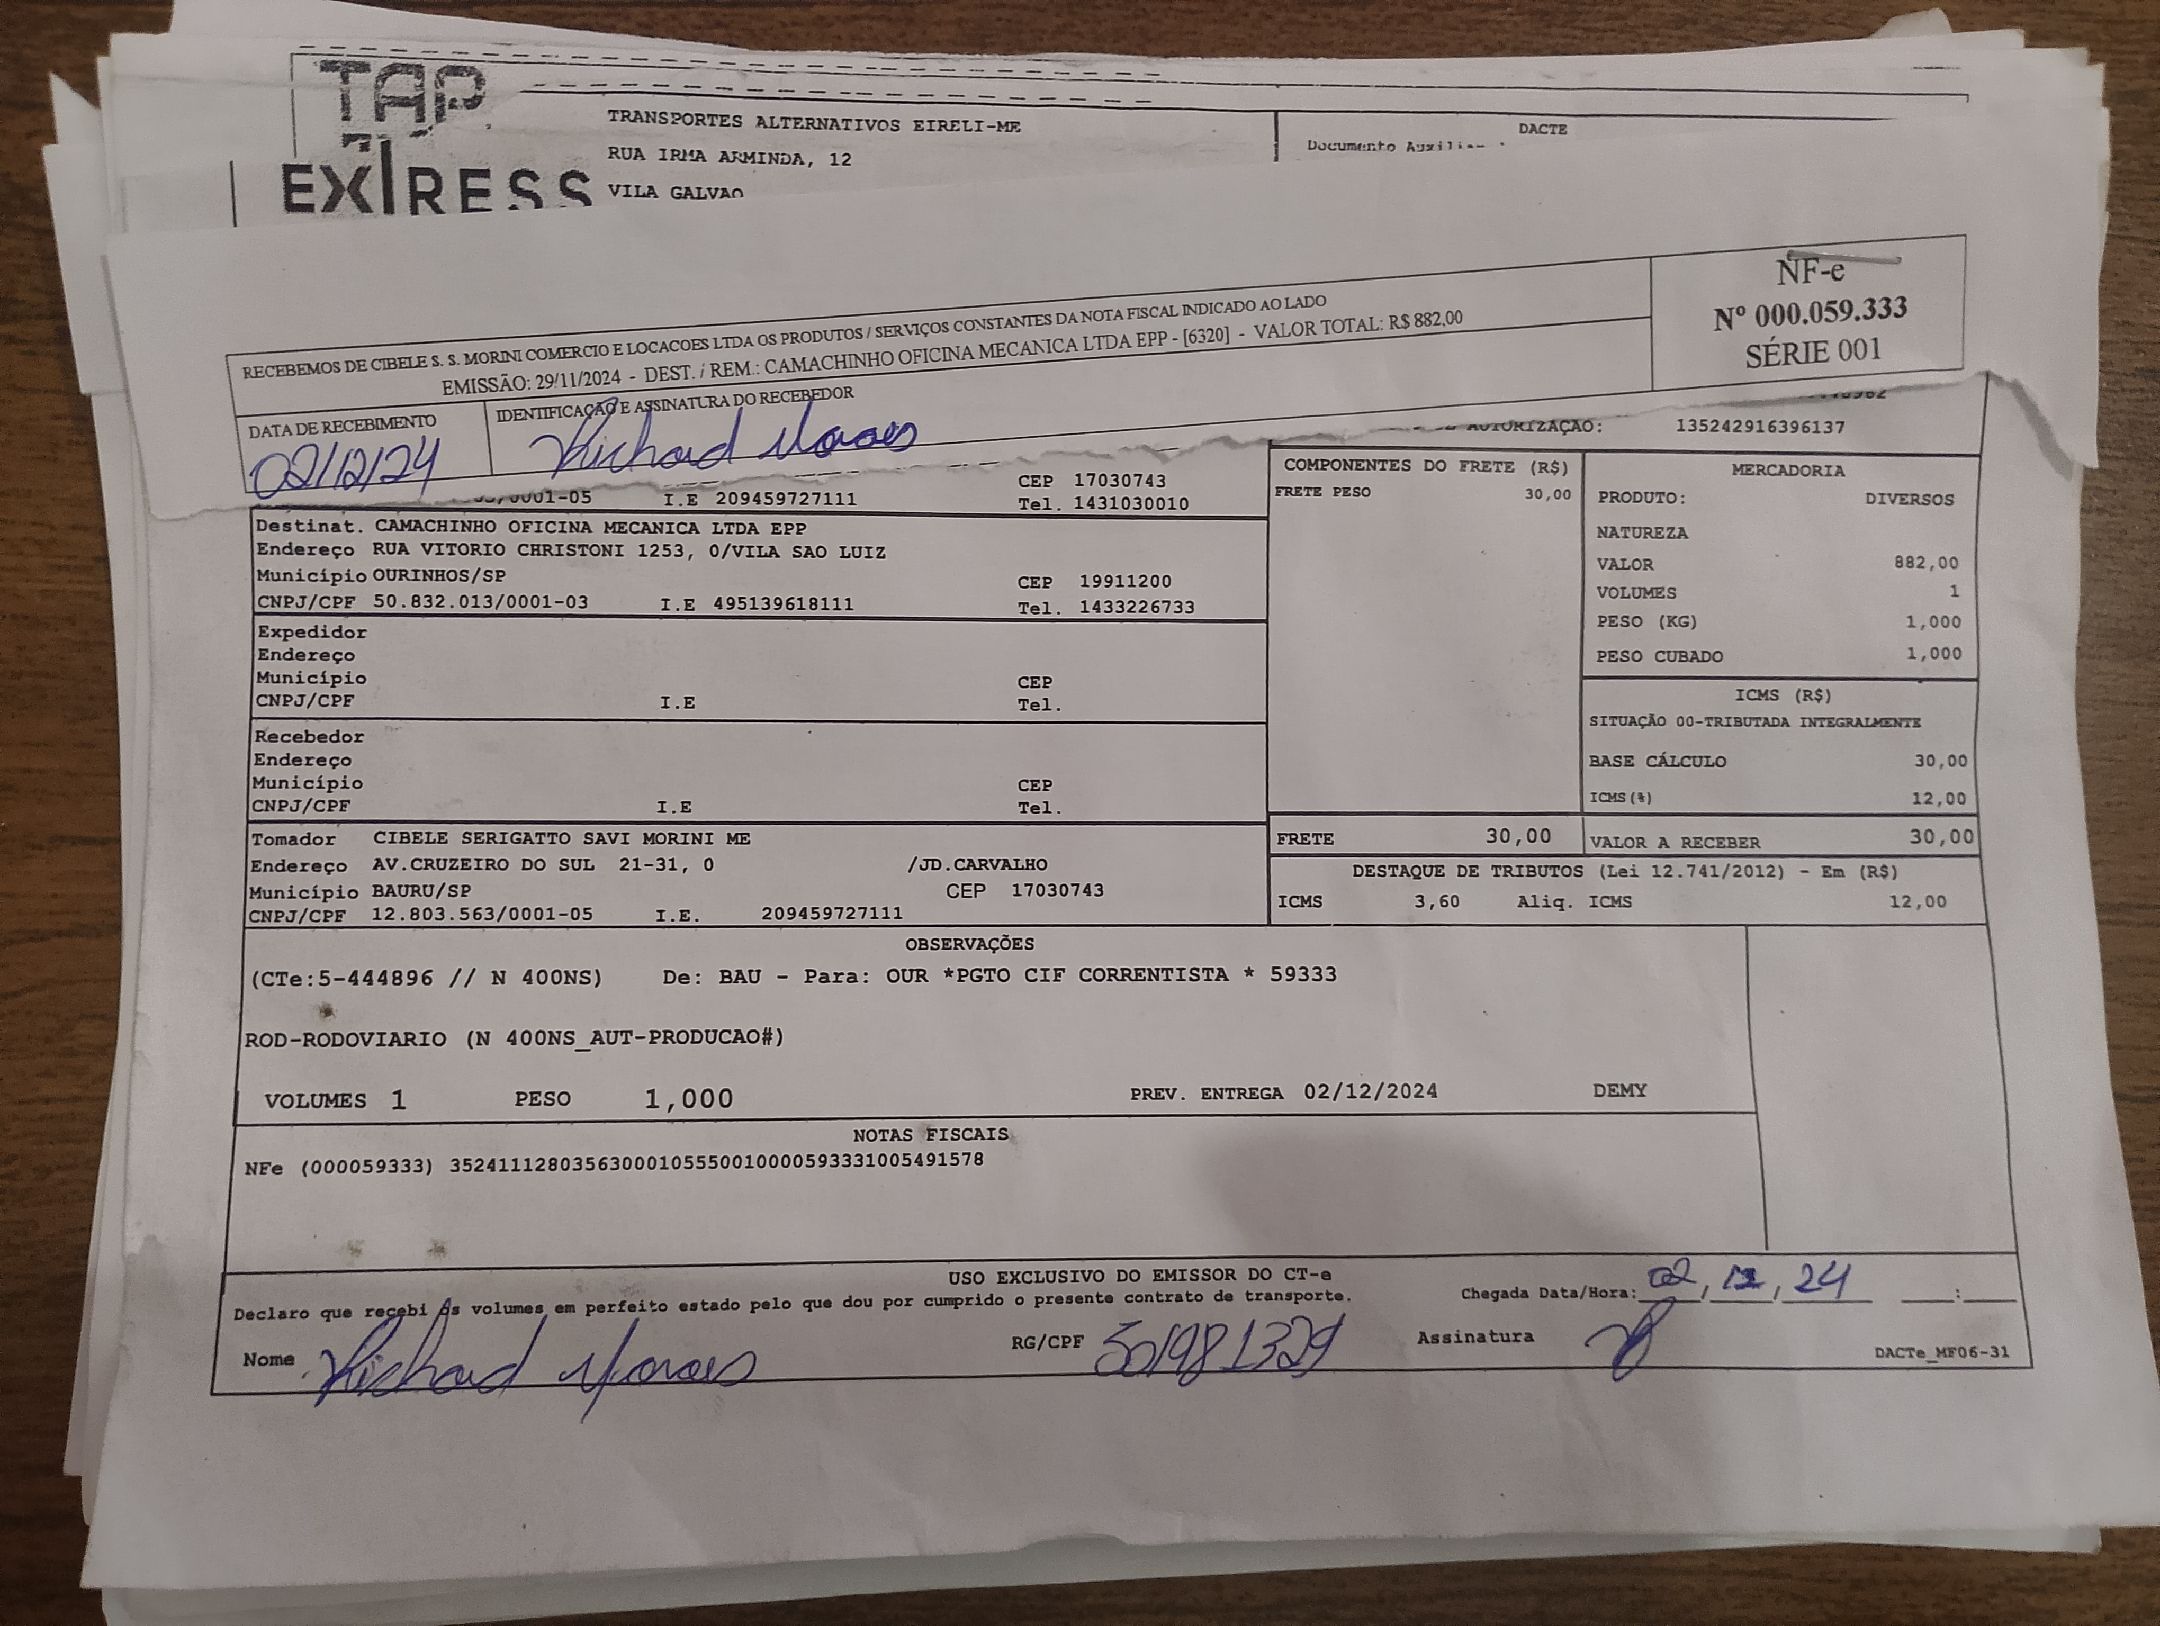 TAP
EXPRESS
TRANSPORTES ALTERNATIVOS EIRELI-ME
RUA IRMA ARMINDA, 12
VILA GALVAO
DACTE
Documento Auxiliar
RECEBEMOS DE CIBELE S. S. MORINI COMERCIO E LOCACOES LTDA OS PRODUTOS / SERVIÇOS CONSTANTES DA NOTA FISCAL INDICADO AO LADO
EMISSÃO: 29/11/2024 - DEST. / REM.: CAMACHINHO OFICINA MECANICA LTDA EPP - [6320] - VALOR TOTAL: R$ 882,00
NF-e
Nº 000.059.333
SÉRIE 001
DATA DE RECEBIMENTO
02/12/24
IDENTIFICAÇÃO E ASSINATURA DO RECEBEDOR
Richard Moraes
AUTORIZAÇÃO: 135242916396137
/0001-05 I.E 209459727111
CEP 17030743
Tel. 1431030010
Destinat. CAMACHINHO OFICINA MECANICA LTDA EPP
Endereço RUA VITORIO CHRISTONI 1253, 0/VILA SAO LUIZ
Município OURINHOS/SP CEP 19911200
CNPJ/CPF 50.832.013/0001-03 I.E 495139618111 Tel. 1433226733
Expedidor
Endereço
Município CEP
CNPJ/CPF I.E Tel.
Recebedor
Endereço
Município CEP
CNPJ/CPF I.E Tel.
Tomador CIBELE SERIGATTO SAVI MORINI ME
Endereço AV.CRUZEIRO DO SUL 21-31, 0 /JD.CARVALHO
Município BAURU/SP CEP 17030743
CNPJ/CPF 12.803.563/0001-05 I.E. 209459727111
COMPONENTES DO FRETE (R$)
FRETE PESO 30,00
MERCADORIA
PRODUTO: DIVERSOS
NATUREZA
VALOR 882,00
VOLUMES 1
PESO (KG) 1,000
PESO CUBADO 1,000
ICMS (R$)
SITUAÇÃO 00-TRIBUTADA INTEGRALMENTE
BASE CÁLCULO 30,00
ICMS(%) 12,00
FRETE 30,00 VALOR A RECEBER 30,00
DESTAQUE DE TRIBUTOS (Lei 12.741/2012) - Em (R$)
ICMS 3,60 Aliq. ICMS 12,00
OBSERVAÇÕES
(CTe:5-444896 // N 400NS) De: BAU - Para: OUR *PGTO CIF CORRENTISTA * 59333
ROD-RODOVIARIO (N 400NS_AUT-PRODUCAO#)
VOLUMES 1 PESO 1,000 PREV. ENTREGA 02/12/2024 DEMY
NOTAS FISCAIS
NFe (000059333) 35241112803563000105550010000593331005491578
USO EXCLUSIVO DO EMISSOR DO CT-e
Declaro que recebi os volumes em perfeito estado pelo que dou por cumprido o presente contrato de transporte.
Chegada Data/Hora: 02, 12, 24 :
Nome Richard Moraes RG/CPF 501981329 Assinatura
DACTe_MF06-31